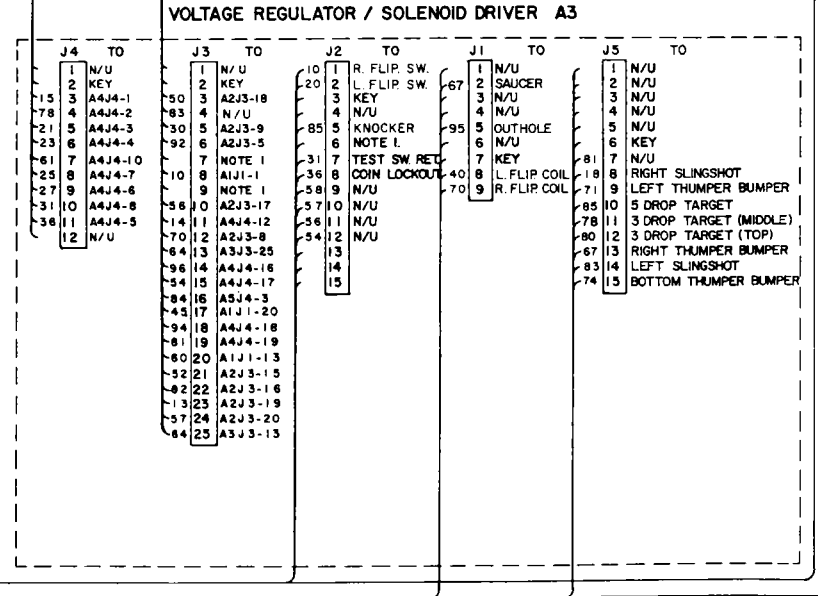 VOLTAGE REGULATOR / SOLENOID DRIVER A3
J4 TO
1 N/U
2 KEY
15 3 A4J4-1
78 4 A4J4-2
21 5 A4J4-3
23 6 A4J4-4
61 7 A4J4-10
25 8 A4J4-7
27 9 A4J4-6
31 10 A4J4-8
36 11 A4J4-5
12 N/U
J3 TO
1 N/U
2 KEY
50 3 A2J3-18
83 4 N/U
30 5 A2J3-9
92 6 A2J3-5
7 NOTE 1
10 8 A1J1-1
9 NOTE 1
56 10 A2J3-17
14 11 A4J4-12
70 12 A2J3-8
64 13 A3J3-25
96 14 A4J4-16
54 15 A4J4-17
84 16 A5J4-3
45 17 A1J1-20
94 18 A4J4-18
81 19 A4J4-19
60 20 A1J1-13
52 21 A2J3-15
82 22 A2J3-16
13 23 A2J3-19
57 24 A2J3-20
64 25 A3J3-13
J2 TO
10 1 R. FLIP. SW.
20 2 L. FLIP. SW.
3 KEY
4 N/U
85 5 KNOCKER
6 NOTE 1.
31 7 TEST SW. RET.
36 8 COIN LOCKOUT
58 9 N/U
57 10 N/U
56 11 N/U
54 12 N/U
13
14
15
J1 TO
1 N/U
67 2 SAUCER
3 N/U
4 N/U
95 5 OUTHOLE
6 N/U
7 KEY
40 8 L. FLIP COIL
70 9 R. FLIP COIL
J5 TO
1 N/U
2 N/U
3 N/U
4 N/U
5 N/U
6 KEY
81 7 N/U
18 8 RIGHT SLINGSHOT
71 9 LEFT THUMPER BUMPER
85 10 5 DROP TARGET
78 11 3 DROP TARGET (MIDDLE)
80 12 3 DROP TARGET (TOP)
67 13 RIGHT THUMPER BUMPER
83 14 LEFT SLINGSHOT
74 15 BOTTOM THUMPER BUMPER